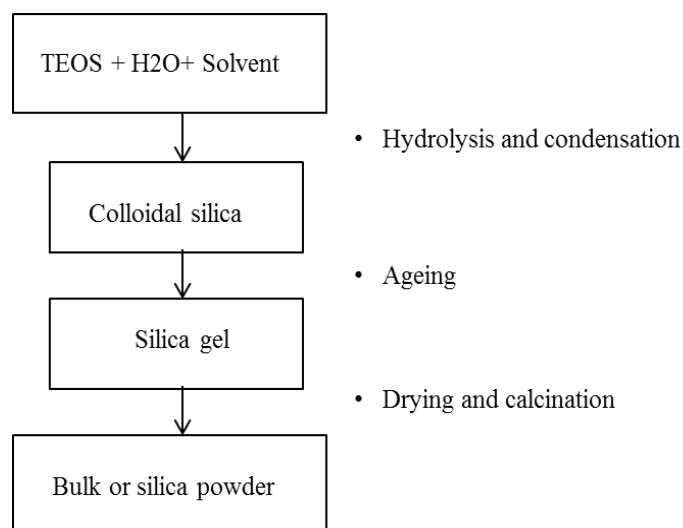 TEOS + H2O+ Solvent
• Hydrolysis and condensation
Colloidal silica
• Ageing
Silica gel
• Drying and calcination
Bulk or silica powder